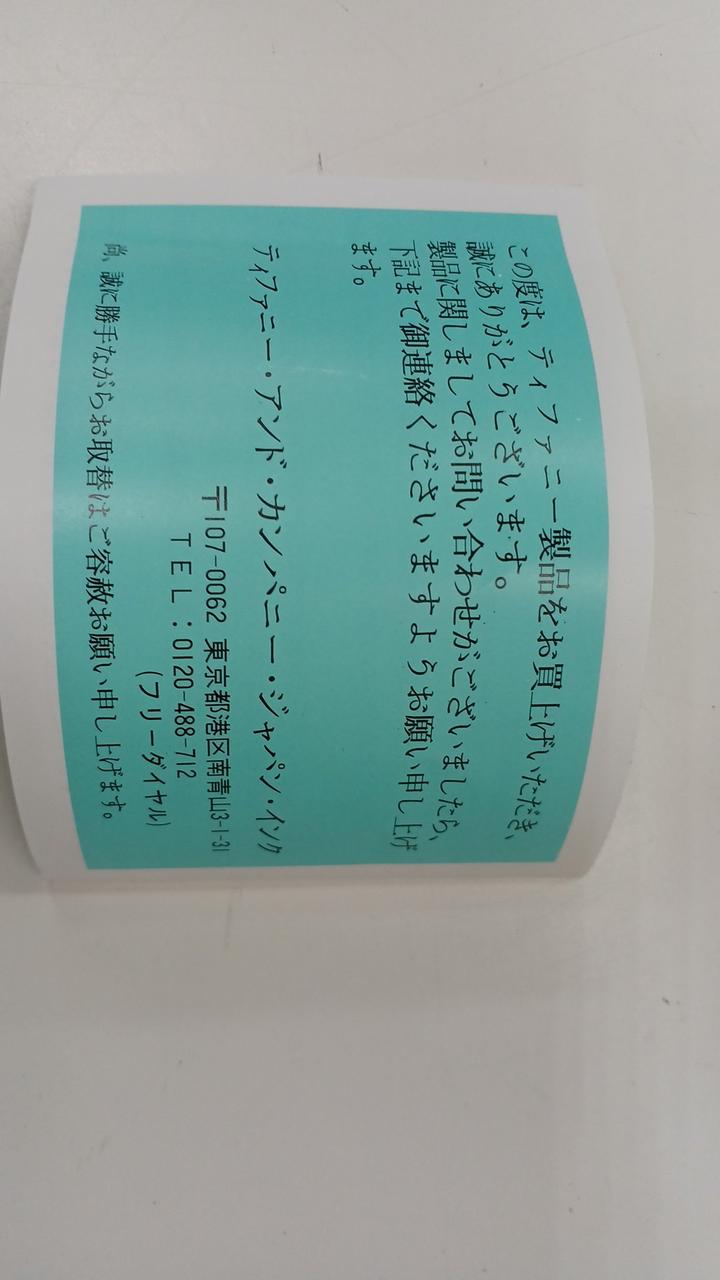 この度は、ティファニー製品をお買上げいただき、
誠にありがとうございます。
製品に関しましてお問い合わせがございましたら、
下記まで御連絡くださいますようお願い申し上げ
ます。
ティファニー・アンド・カンパニー・ジャパン・インク
〒107-0062 東京都港区南青山3-1-31
TEL：0120-488-712
(フリーダイヤル)
尚、誠に勝手ながらお取替はご容赦お願い申し上げます。